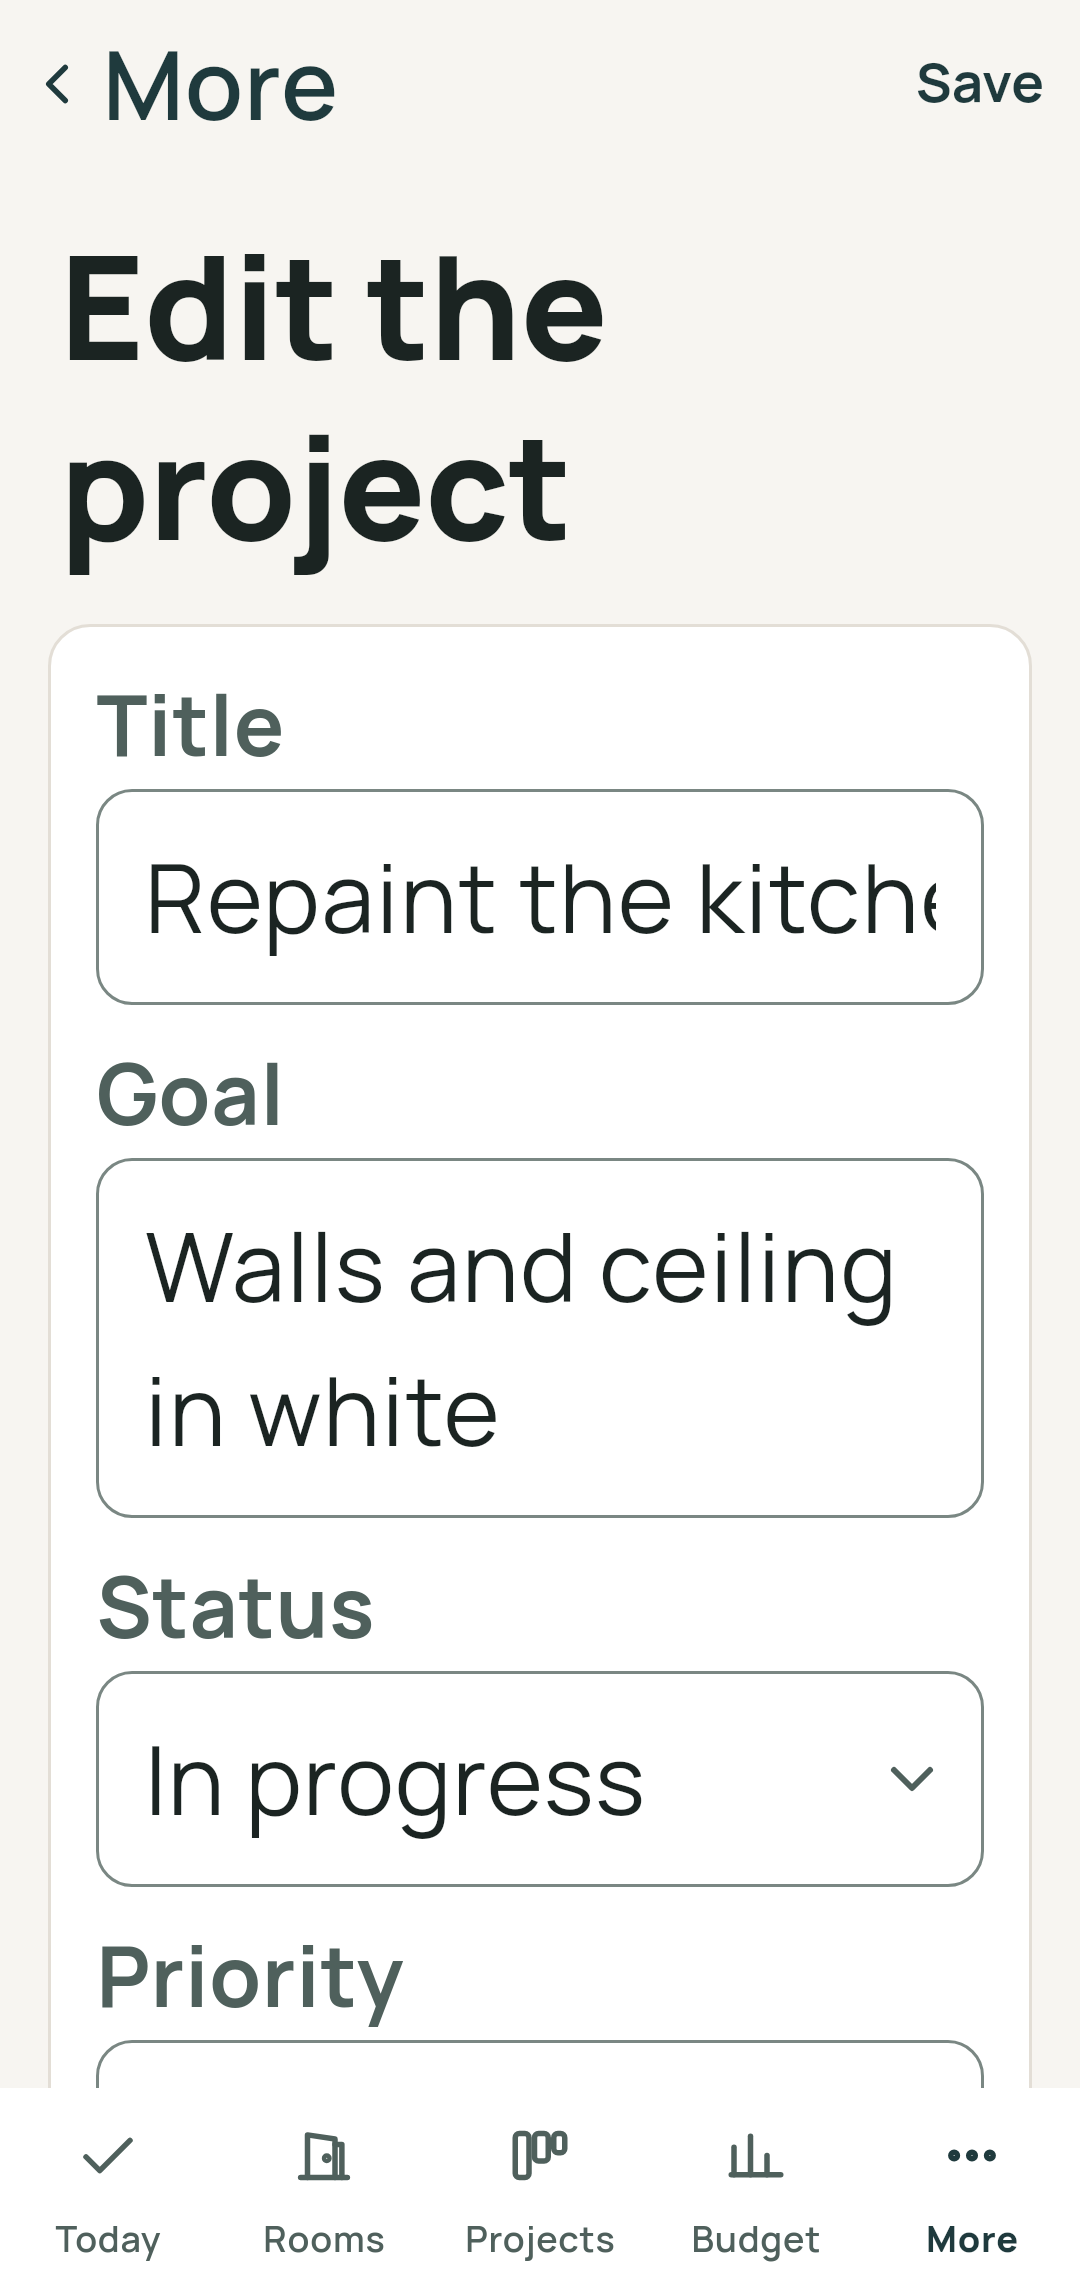 More
Save
Edit the
project
Title
Repaint the
Goal
Walls and ceiling
in white
Status
In progress
Priority
Today
Rooms
Projects
Budget
More